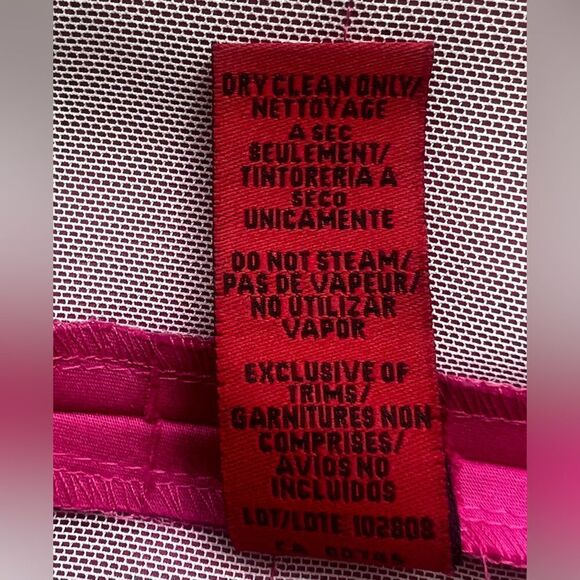 DRY CLEAN ONLY/
NETTOYAGE
A SEC
SEULEMENT/
TINTORERIA A
SECO
UNICAMENTE
DO NOT STEAM/
PAS DE VAPEUR/
NO UTILIZAR
VAPOR
EXCLUSIVE OF
TRIMS/
GARNITURES NON
COMPRISES/
AVIOS NO
INCLUIDOS
LOT/LOTE 102808